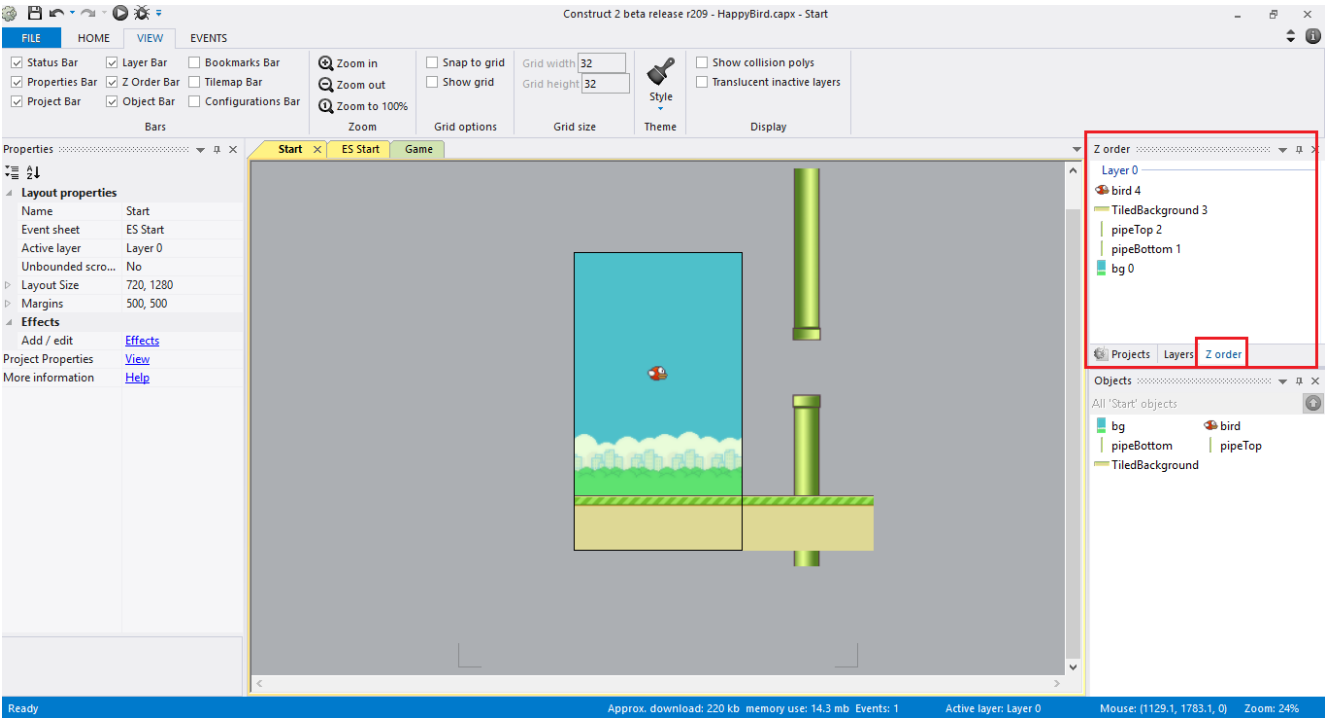 Construct 2 beta release r209 - HappyBird.capx - Start
FILE HOME VIEW EVENTS
Status Bar Layer Bar Bookmarks Bar Zoom in Snap to grid Grid width 32 Show collision polys
Properties Bar Z Order Bar Tilemap Bar Zoom out Show grid Grid height 32 Translucent inactive layers
Project Bar Object Bar Configurations Bar Zoom to 100% Style
Bars Zoom Grid options Grid size Theme Display
Properties
Layout properties
Name Start
Event sheet ES Start
Active layer Layer 0
Unbounded scro... No
Layout Size 720, 1280
Margins 500, 500
Effects
Add / edit Effects
Project Properties View
More information Help
Start ES Start Game
Z order
Layer 0
bird 4
TiledBackground 3
pipeTop 2
pipeBottom 1
bg 0
Projects Layers Z order
Objects
All 'Start' objects
bg bird
pipeBottom pipeTop
TiledBackground
Ready Approx. download: 220 kb memory use: 14.3 mb Events: 1 Active layer: Layer 0 Mouse: (1129.1, 1783.1, 0) Zoom: 24%